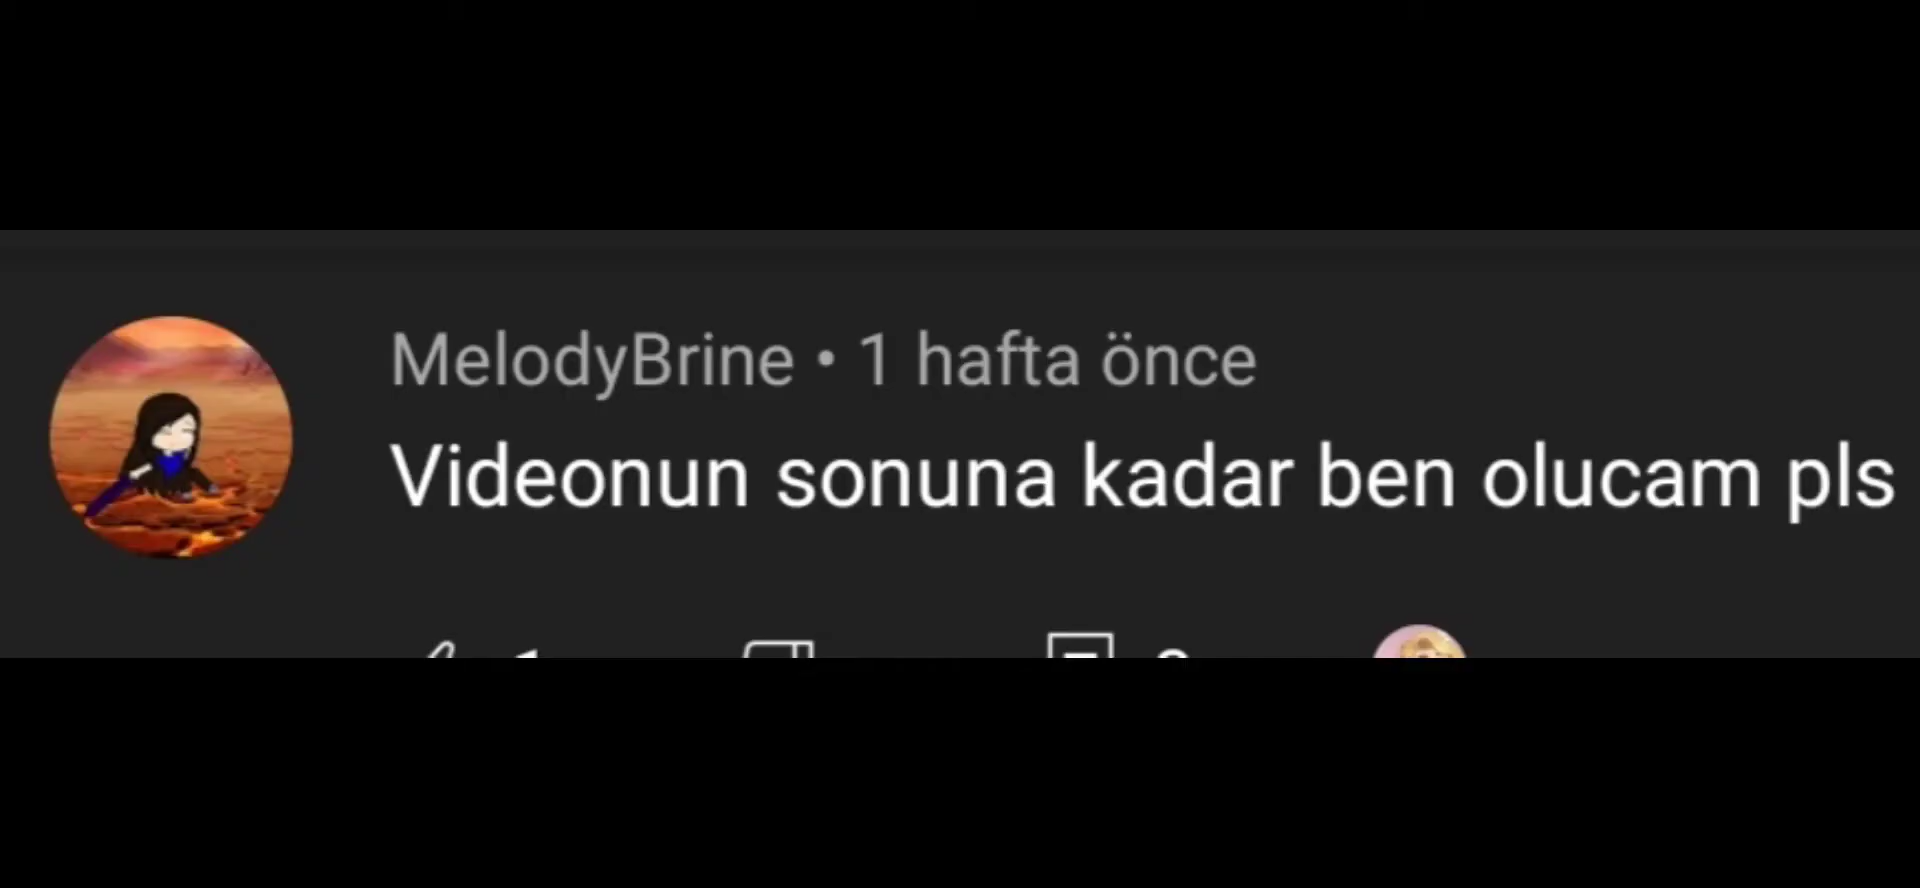 MelodyBrine • 1 hafta önce
Videonun sonuna kadar ben olucam pls